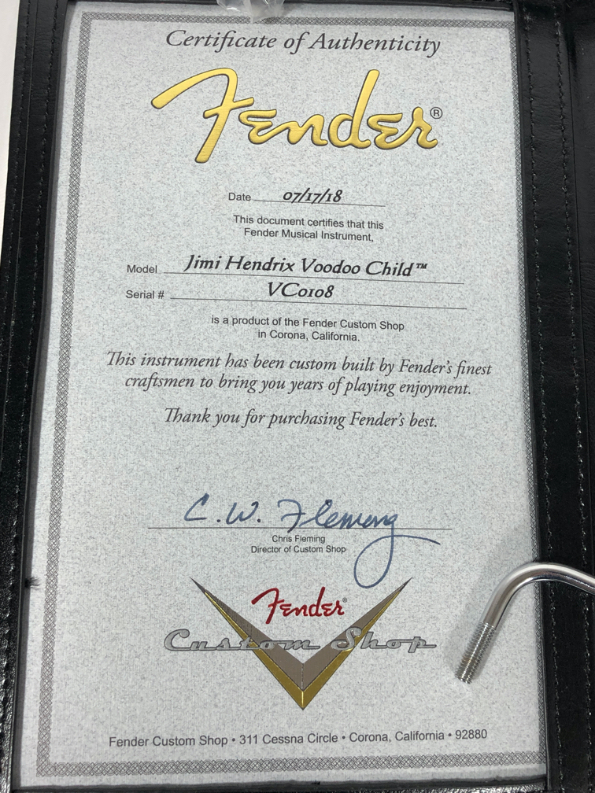 Certificate of Authenticity
Fender®
Date 07/17/18
This document certifies that this
Fender Musical Instrument,
Model Jimi Hendrix Voodoo Child™
Serial # VC0108
is a product of the Fender Custom Shop
in Corona, California.
This instrument has been custom built by Fender's finest
craftsmen to bring you years of playing enjoyment.
Thank you for purchasing Fender's best.
C. W. Fleming
Chris Fleming
Director of Custom Shop
Fender®
Custom Shop
Fender Custom Shop • 311 Cessna Circle • Corona, California • 92880